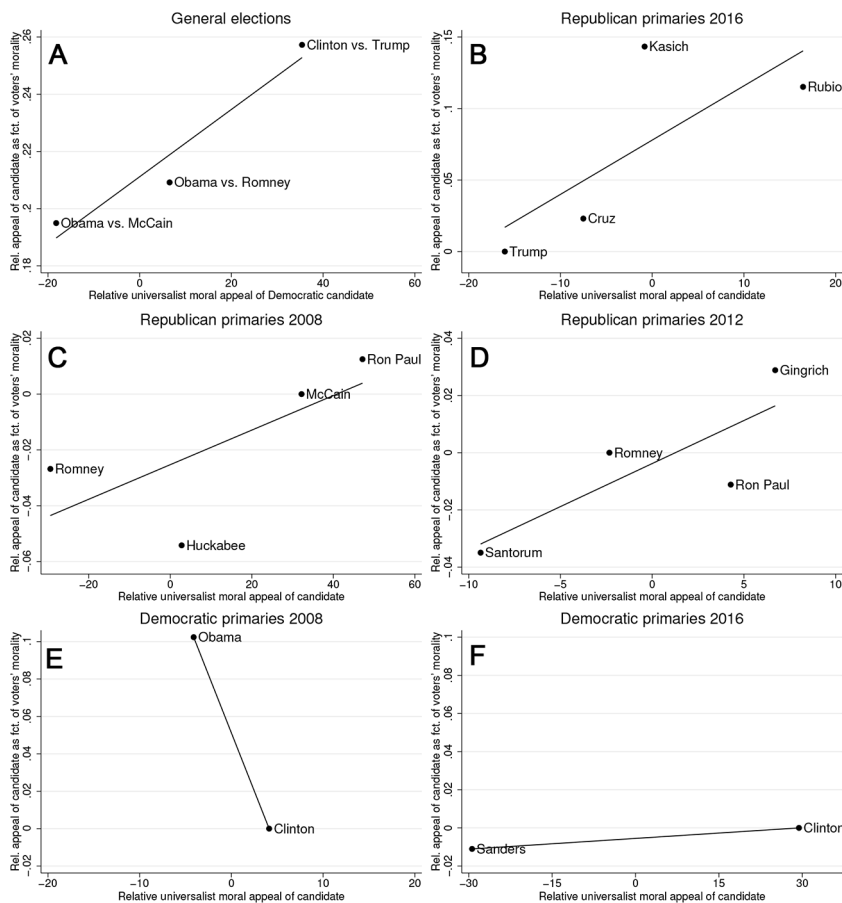 General elections
A
Rel. appeal of candidate as fct. of voters' morality
.26
.24
.22
.2
.18
Clinton vs. Trump
Obama vs. Romney
Obama vs. McCain
−20 0 20 40 60
Relative universalist moral appeal of Democratic candidate
Republican primaries 2016
B
Rel. appeal of candidate as fct. of voters' morality
.15
.1
.05
0
Kasich
Rubio
Cruz
Trump
−20 −10 0 10 20
Relative universalist moral appeal of candidate
Republican primaries 2008
C
Rel. appeal of candidate as fct. of voters' morality
.02
0
−.02
−.04
−.06
Ron Paul
McCain
Romney
Huckabee
−20 0 20 40 60
Relative universalist moral appeal of candidate
Republican primaries 2012
D
Rel. appeal of candidate as fct. of voters' morality
.04
.02
0
−.02
−.04
Gingrich
Romney
Ron Paul
Santorum
−10 −5 0 5 10
Relative universalist moral appeal of candidate
Democratic primaries 2008
E
Rel. appeal of candidate as fct. of voters' morality
.1
.08
.06
.04
.02
0
−.02
Obama
Clinton
−20 −10 0 10 20
Relative universalist moral appeal of candidate
Democratic primaries 2016
F
Rel. appeal of candidate as fct. of voters' morality
.1
.08
.06
.04
.02
0
−.02
Clinton
Sanders
−30 −15 0 15 30
Relative universalist moral appeal of candidate